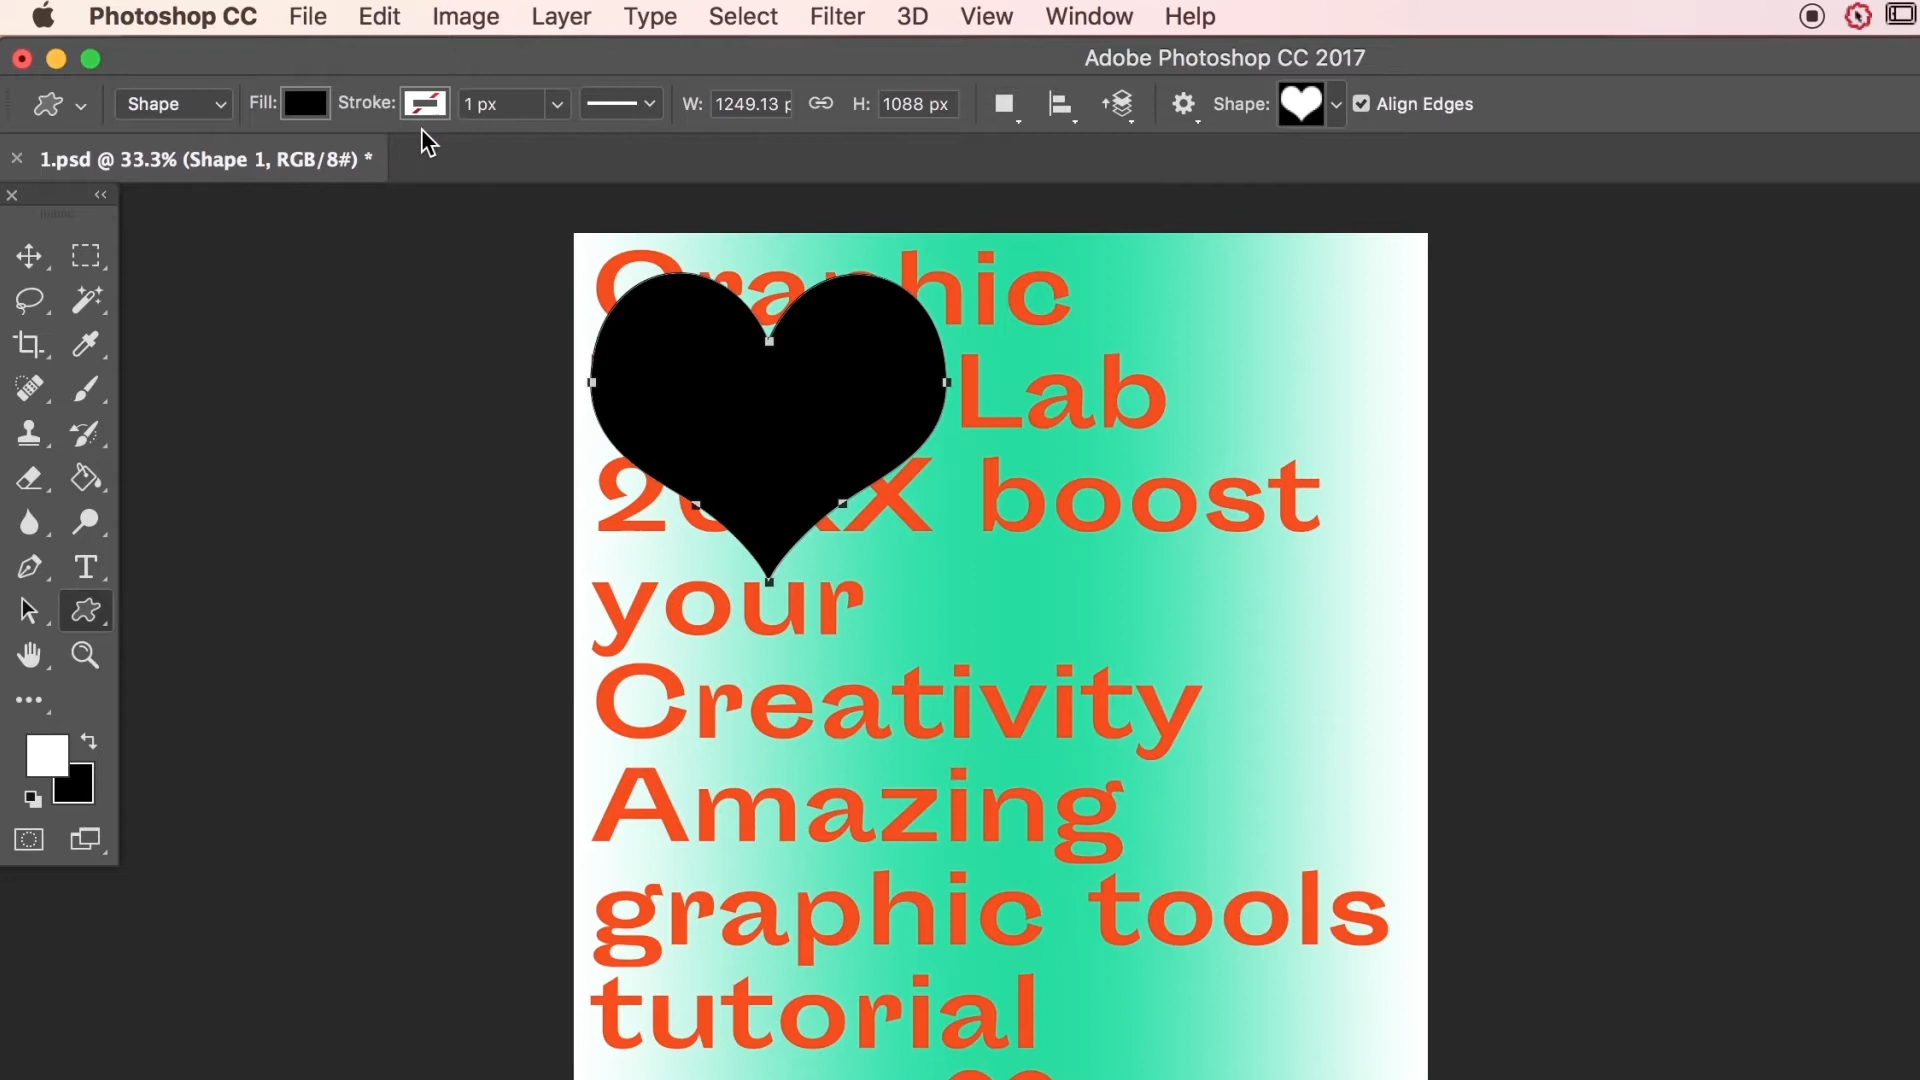 Photoshop CC File Edit Image Layer Type Select Filter 3D View Window Help
Adobe Photoshop CC 2017
Shape Fill: Stroke: 1 px W: 1249.13 p H: 1088 px Shape: Align Edges
1.psd @ 33.3% (Shape 1, RGB/8#) *
Graphic
Lab
boost
your
Creativity
Amazing
graphic tools
tutorial